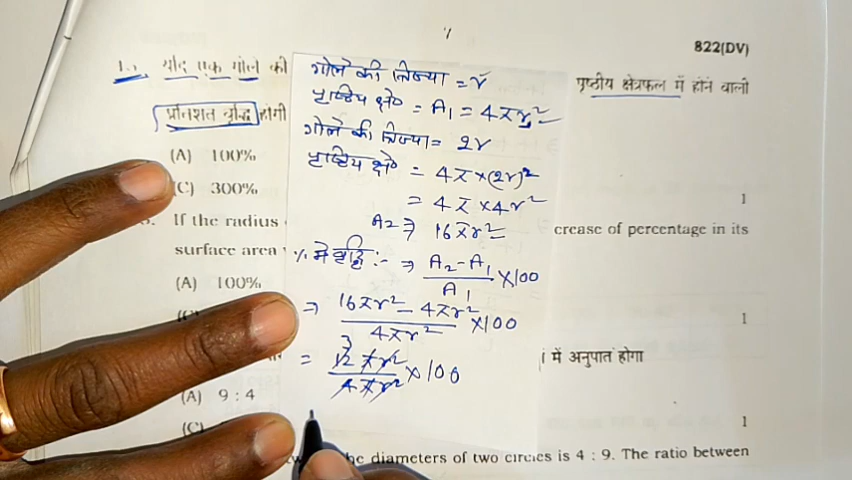 822(DV)
यदि एक गोले की
पृष्ठीय क्षेत्रफल में होने वाली
प्रतिशत वृद्धि होगी
(A) 100%
(C) 300%
1
If the radius
crease of percentage in its
surface area
(A) 100%
1
में अनुपात होगा
(A) 9 : 4
(C)
1
he diameters of two circles is 4 : 9. The ratio between
गोले की त्रिज्या = r
पृष्ठिय क्षे० = A₁ = 4πr²
गोले की त्रिज्या = 2r
पृष्ठिय क्षे० = 4π×(2r)²
= 4π×4r²
A₂ ⇒ 16πr²
% मे वृद्धि :- ⇒ (A₂-A₁)/A₁ ×100
⇒ (16πr² - 4πr²)/4πr² ×100
3
= 12πr²/4πr² ×100